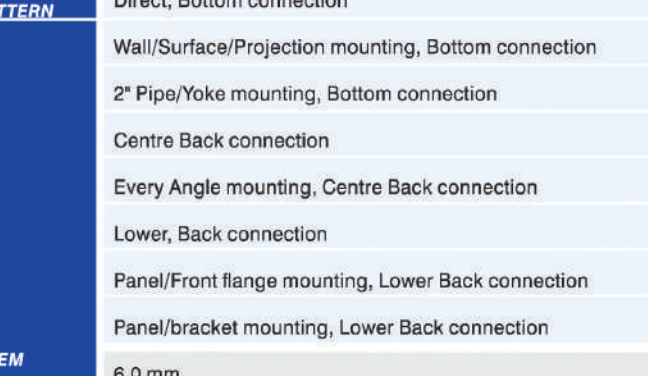 TTERN
Direct, Bottom connection
Wall/Surface/Projection mounting, Bottom connection
2" Pipe/Yoke mounting, Bottom connection
Centre Back connection
Every Angle mounting, Centre Back connection
Lower, Back connection
Panel/Front flange mounting, Lower Back connection
Panel/bracket mounting, Lower Back connection
EM
6.0 mm